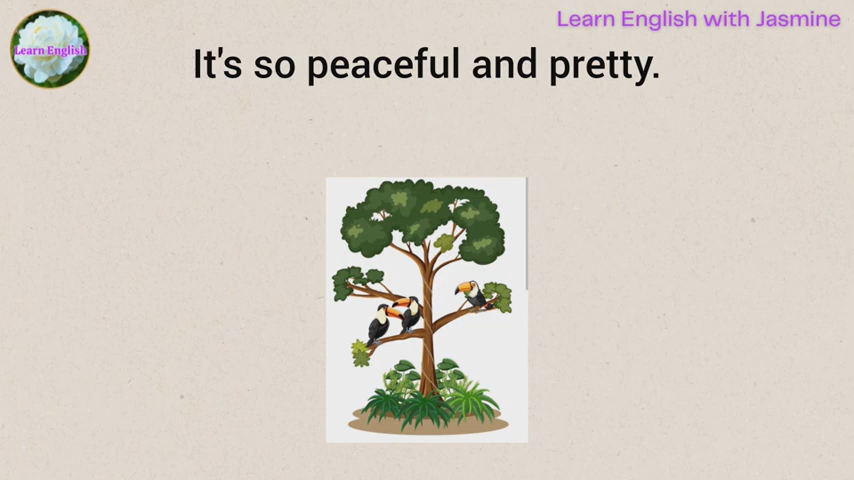 Learn English with Jasmine
Learn English
It's so peaceful and pretty.